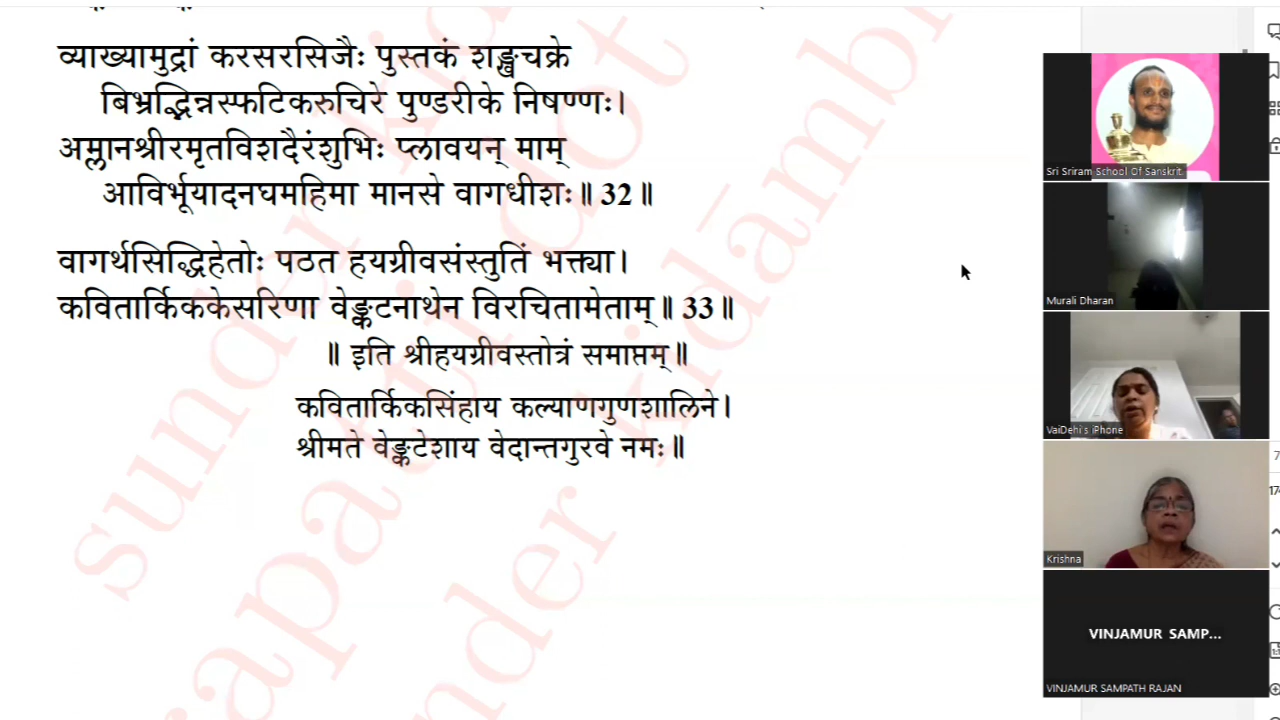 व्याख्यामुद्रां करसरसिजैः पुस्तकं शङ्खचक्रे
बिभ्रद्भिन्नस्फटिकरुचिरे पुण्डरीके निषण्णः।
अम्लानश्रीरमृतविशदैरंशुभिः प्लावयन् माम्
आविर्भूयादनघमहिमा मानसे वागधीशः॥ 32॥
वागर्थसिद्धिहेतोः पठत हयग्रीवसंस्तुतिं भक्त्या।
कवितार्किककेसरिणा वेङ्कटनाथेन विरचितामेताम्॥ 33॥
॥ इति श्रीहयग्रीवस्तोत्रं समाप्तम्॥
कवितार्किकसिंहाय कल्याणगुणशालिने।
श्रीमते वेङ्कटेशाय वेदान्तगुरवे नमः॥
sunder kidāmbi
Sri Sriram School Of Sanskrit
Murali Dharan
VaiDehi's iPhone
Krishna
VINJAMUR SAMP...
VINJAMUR SAMPATH RAJAN